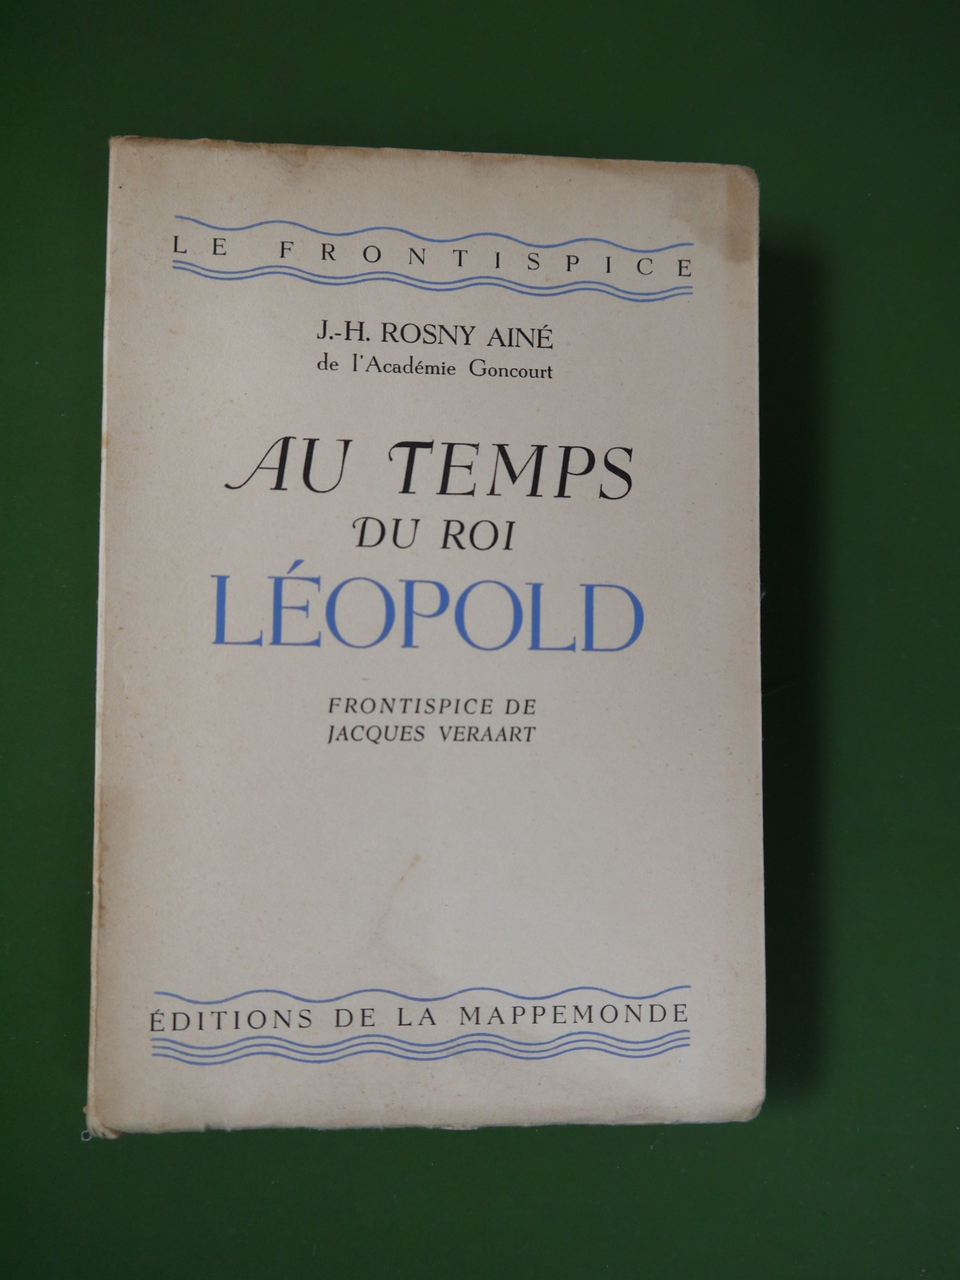 LE FRONTISPICE
J.-H. ROSNY AINÉ
de l'Académie Goncourt
AU TEMPS
DU ROI
LÉOPOLD
FRONTISPICE DE
JACQUES VERAART
ÉDITIONS DE LA MAPPEMONDE